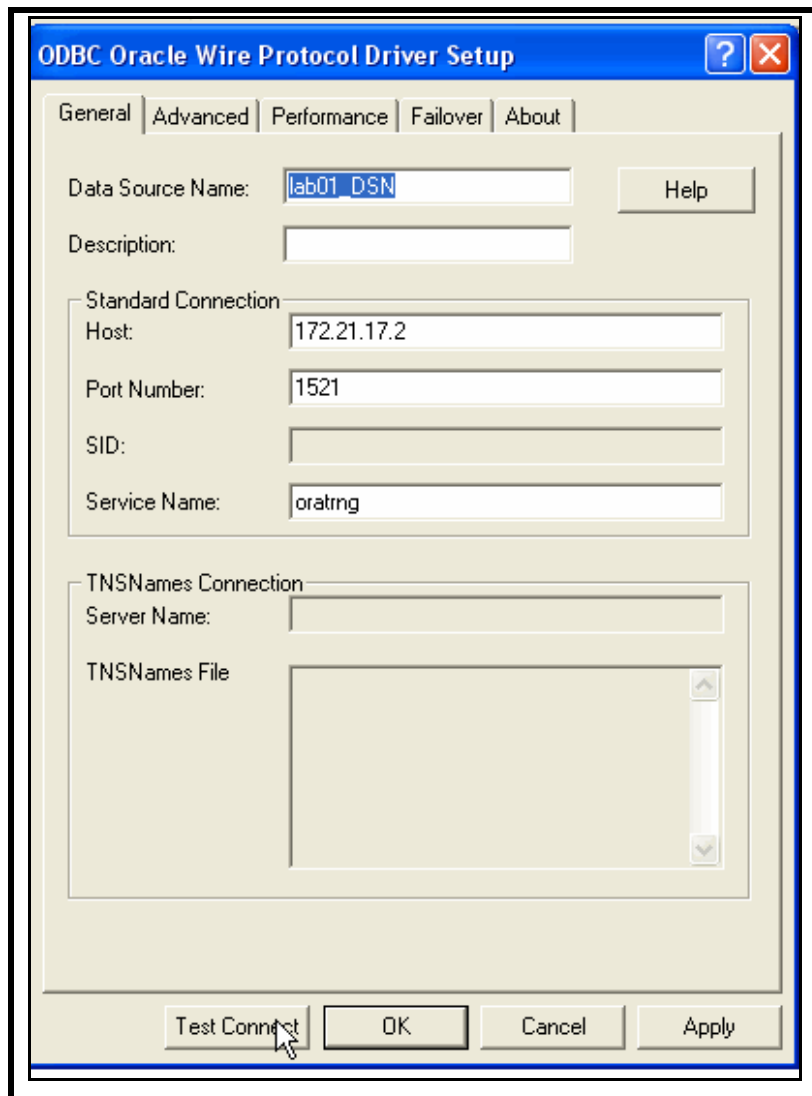 ODBC Oracle Wire Protocol Driver Setup
General Advanced Performance Failover About
Data Source Name: lab01_DSN Help
Description:
Standard Connection
Host: 172.21.17.2
Port Number: 1521
SID:
Service Name: oratrng
TNSNames Connection
Server Name:
TNSNames File
Test Connect OK Cancel Apply